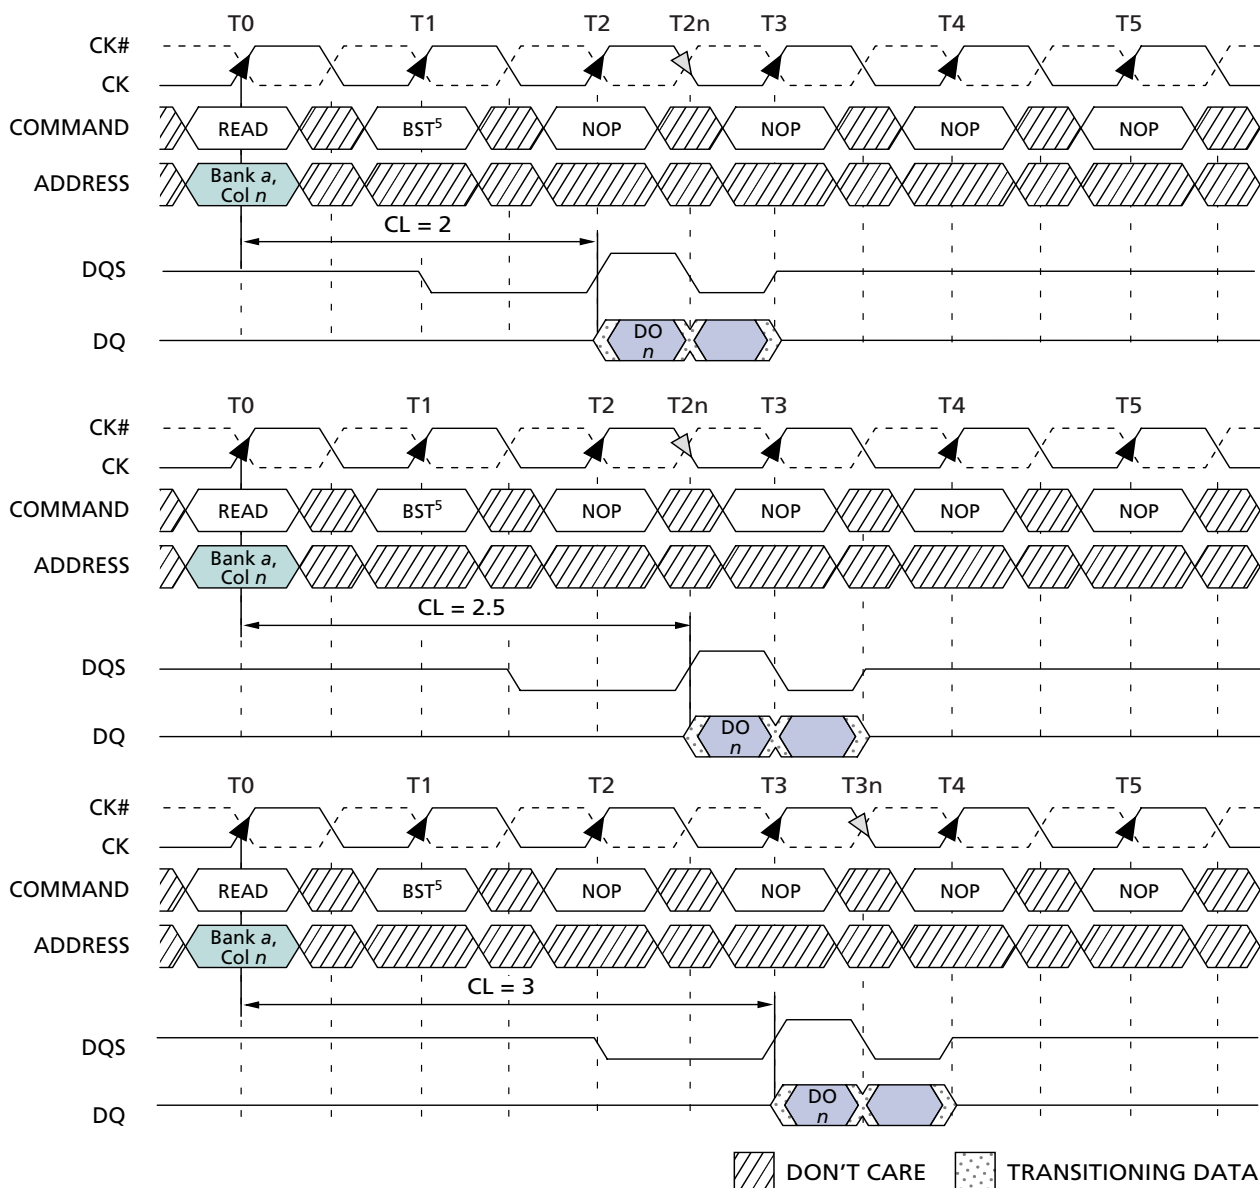 T0 T1 T2 T2n T3 T4 T5
CK#
CK
COMMAND READ BST⁵ NOP NOP NOP NOP
ADDRESS Bank a,
Col n
CL = 2
DQS
DQ DO
n
T0 T1 T2 T2n T3 T4 T5
CK#
CK
COMMAND READ BST⁵ NOP NOP NOP NOP
ADDRESS Bank a,
Col n
CL = 2.5
DQS
DQ DO
n
T0 T1 T2 T3 T3n T4 T5
CK#
CK
COMMAND READ BST⁵ NOP NOP NOP NOP
ADDRESS Bank a,
Col n
CL = 3
DQS
DQ DO
n
DON'T CARE TRANSITIONING DATA